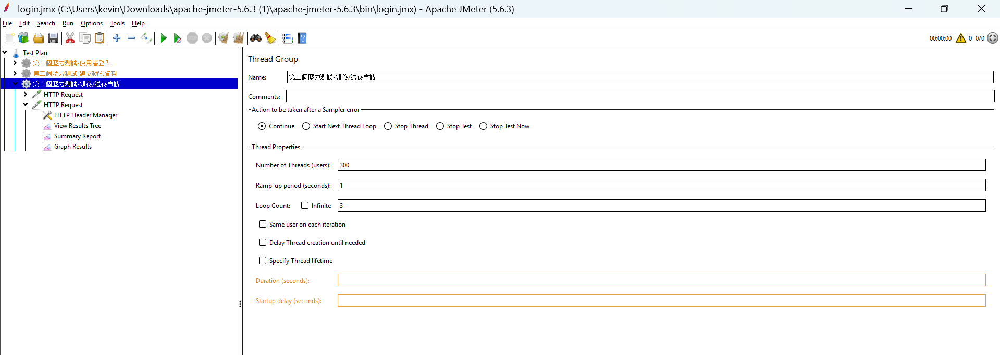 login.jmx (C:\Users\kevin\Downloads\apache-jmeter-5.6.3 (1)\apache-jmeter-5.6.3\bin\login.jmx) - Apache JMeter (5.6.3)
File Edit Search Run Options Tools Help
STOP
00:00:00 0 0/0
Test Plan
第一個壓力測試-使用者登入
第二個壓力測試-建立動物資料
第三個壓力測試-領養/送養申請
HTTP Request
HTTP Request
HTTP Header Manager
View Results Tree
Summary Report
Graph Results
Thread Group
Name: 第三個壓力測試-領養/送養申請
Comments:
Action to be taken after a Sampler error
Continue Start Next Thread Loop Stop Thread Stop Test Stop Test Now
Thread Properties
Number of Threads (users): 300
Ramp-up period (seconds): 1
Loop Count: Infinite 3
Same user on each iteration
Delay Thread creation until needed
Specify Thread lifetime
Duration (seconds):
Startup delay (seconds):